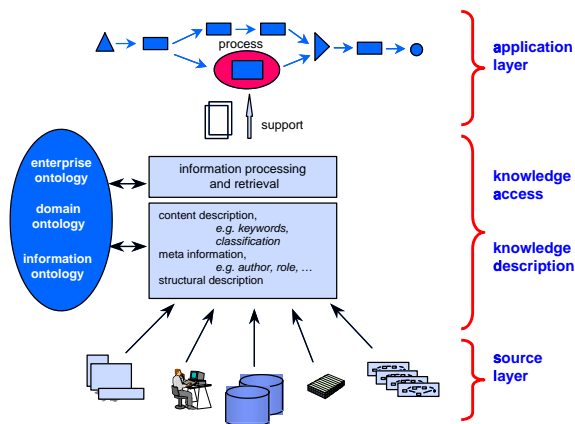 process
application
layer
support
enterprise
ontology
domain
ontology
information
ontology
information processing
and retrieval
knowledge
access
content description,
e.g. keywords,
classification
meta information,
e.g. author, role, …
structural description
knowledge
description
source
layer